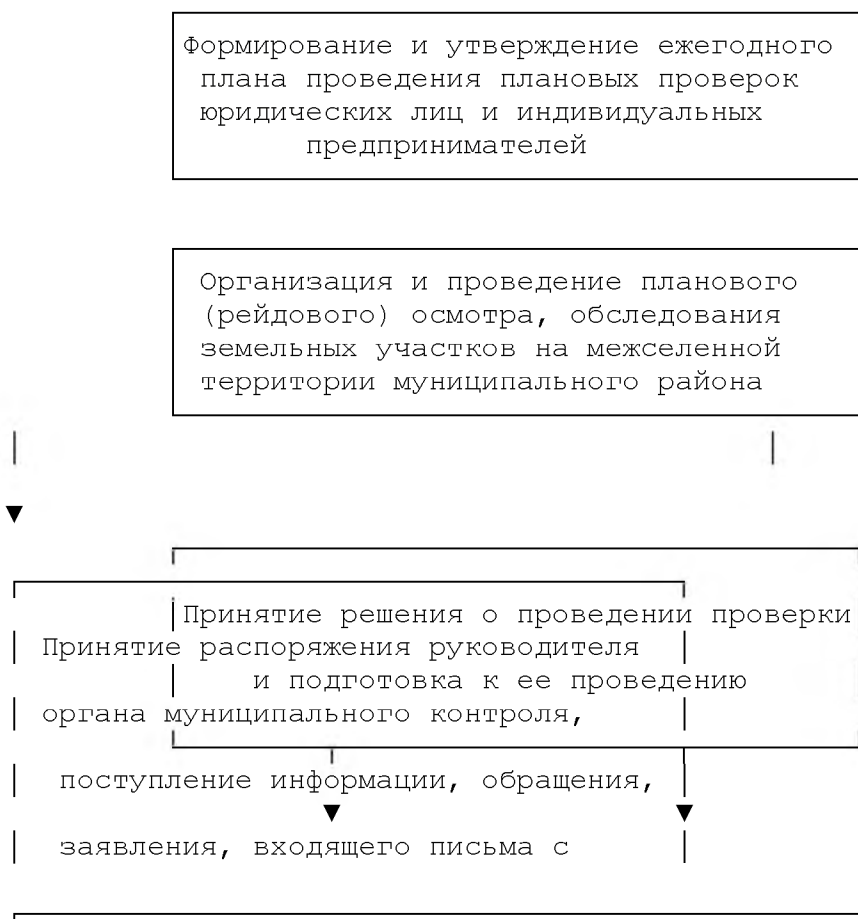 Формирование и утверждение ежегодного
плана проведения плановых проверок
юридических лиц и индивидуальных
предпринимателей
Организация и проведение планового
(рейдового) осмотра, обследования
земельных участков на межселенной
территории муниципального района
Принятие решения о проведении проверки
Принятие распоряжения руководителя
и подготовка к ее проведению
органа муниципального контроля,
поступление информации, обращения,
заявления, входящего письма с